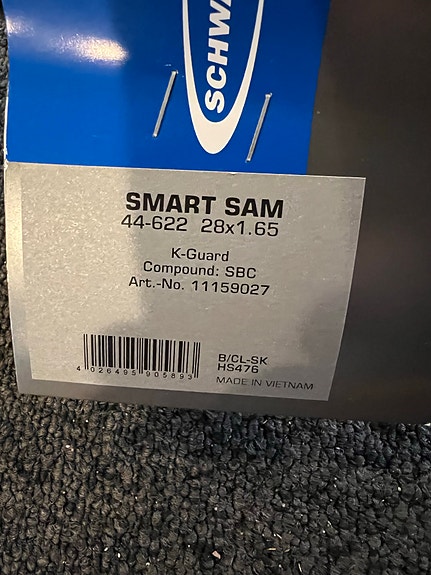 SCHWA
SMART SAM
44-622 28x1.65
K-Guard
Compound: SBC
Art.-No. 11159027
4 026495 905893
B/CL-SK
HS476
MADE IN VIETNAM